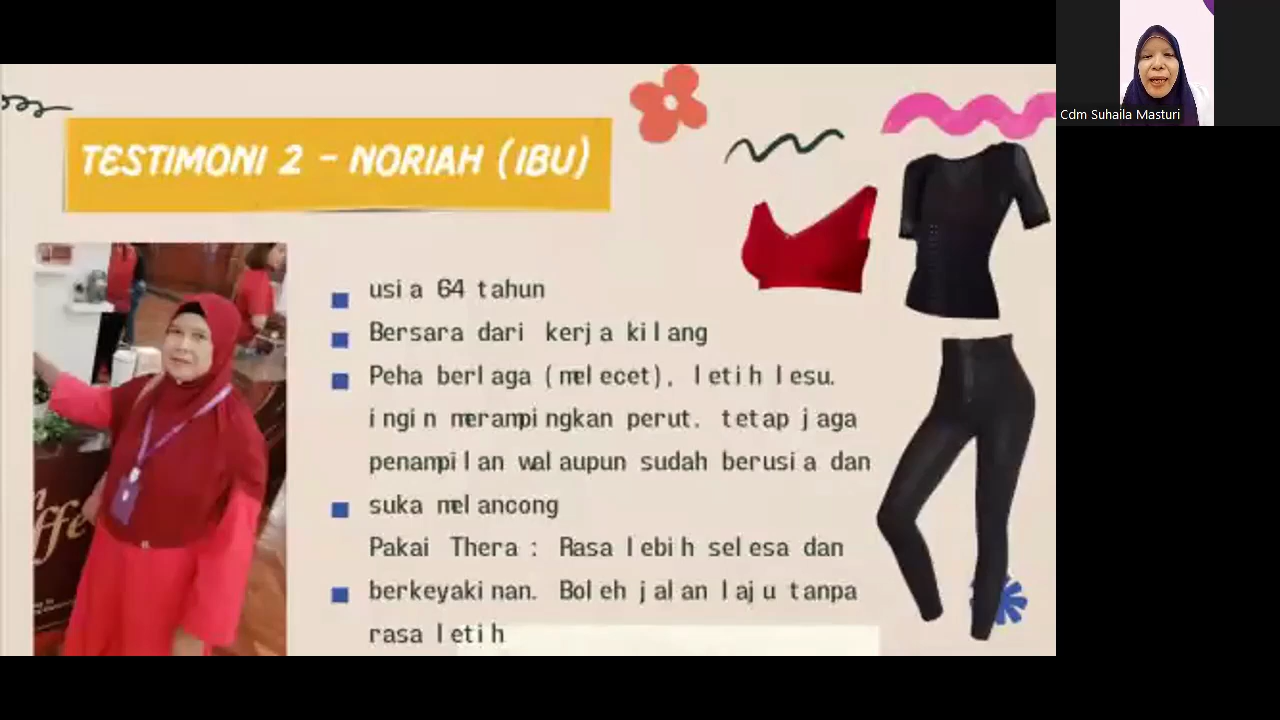 TESTIMONI 2 - NORIAH (IBU)
usia 64 tahun
Bersara dari kerja kilang
Peha berlaga (melecet), letih lesu.
ingin merampingkan perut. tetap jaga
penampilan walaupun sudah berusia dan
suka melancong
Pakai Thera : Rasa lebih selesa dan
berkeyakinan. Boleh jalan laju tanpa
rasa letih
Cdm Suhaila Masturi